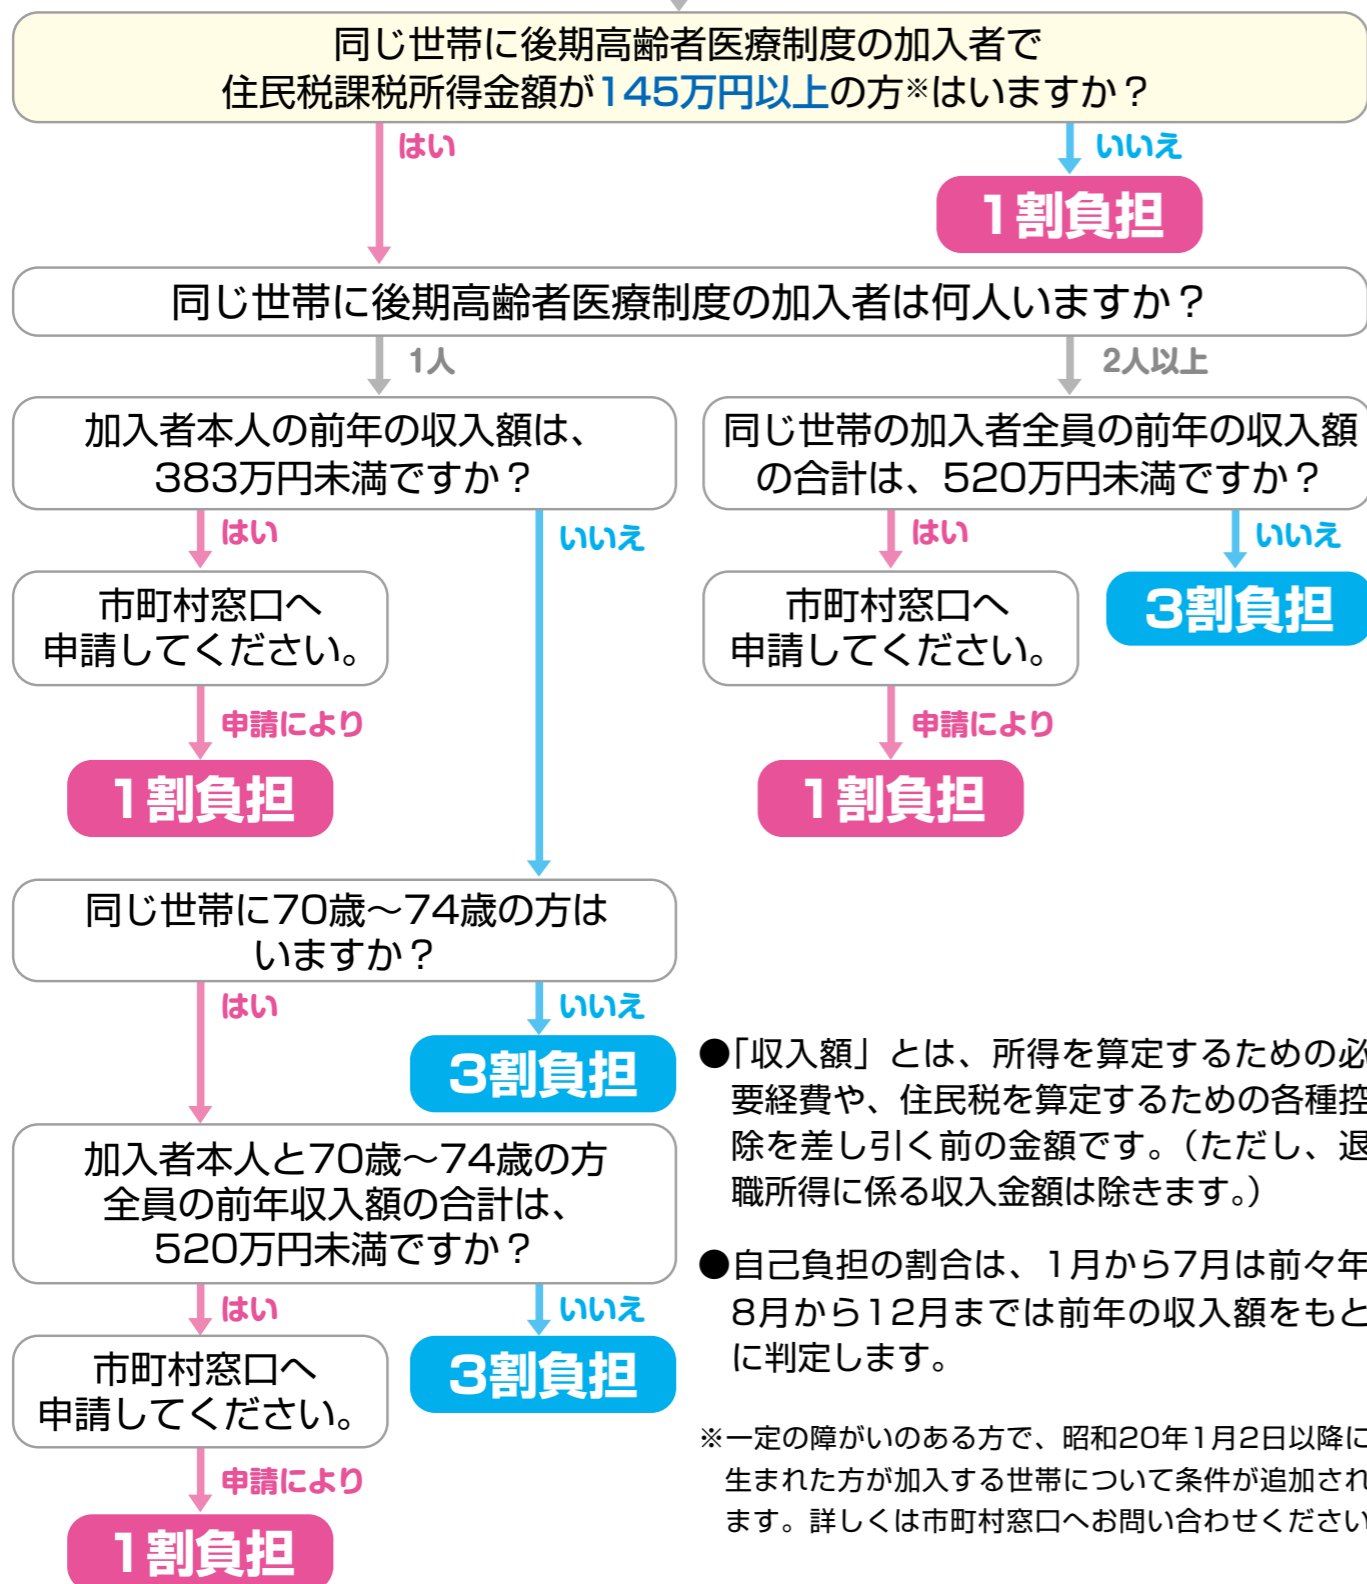 同じ世帯に後期高齢者医療制度の加入者で
住民税課税所得金額が145万円以上の方※はいますか？
はい
いいえ
1割負担
同じ世帯に後期高齢者医療制度の加入者は何人いますか？
1人
2人以上
加入者本人の前年の収入額は、
383万円未満ですか？
同じ世帯の加入者全員の前年の収入額
の合計は、520万円未満ですか？
はい
いいえ
はい
いいえ
市町村窓口へ
申請してください。
市町村窓口へ
申請してください。
3割負担
申請により
申請により
1割負担
1割負担
同じ世帯に70歳～74歳の方は
いますか？
はい
いいえ
3割負担
加入者本人と70歳～74歳の方
全員の前年収入額の合計は、
520万円未満ですか？
はい
いいえ
市町村窓口へ
申請してください。
3割負担
申請により
1割負担
●「収入額」とは、所得を算定するための必
要経費や、住民税を算定するための各種控
除を差し引く前の金額です。（ただし、退
職所得に係る収入金額は除きます。）
●自己負担の割合は、1月から7月は前々年
8月から12月までは前年の収入額をもと
に判定します。
※一定の障がいのある方で、昭和20年1月2日以降に
生まれた方が加入する世帯について条件が追加され
ます。詳しくは市町村窓口へお問い合わせください